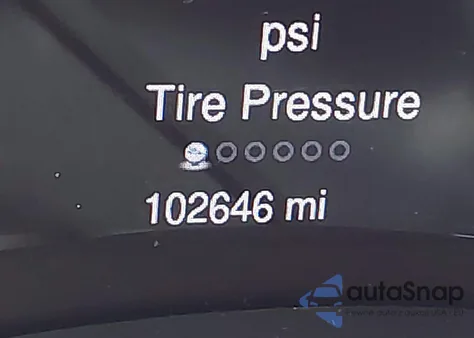 psi
Tire Pressure
102646 mi
autoSnap